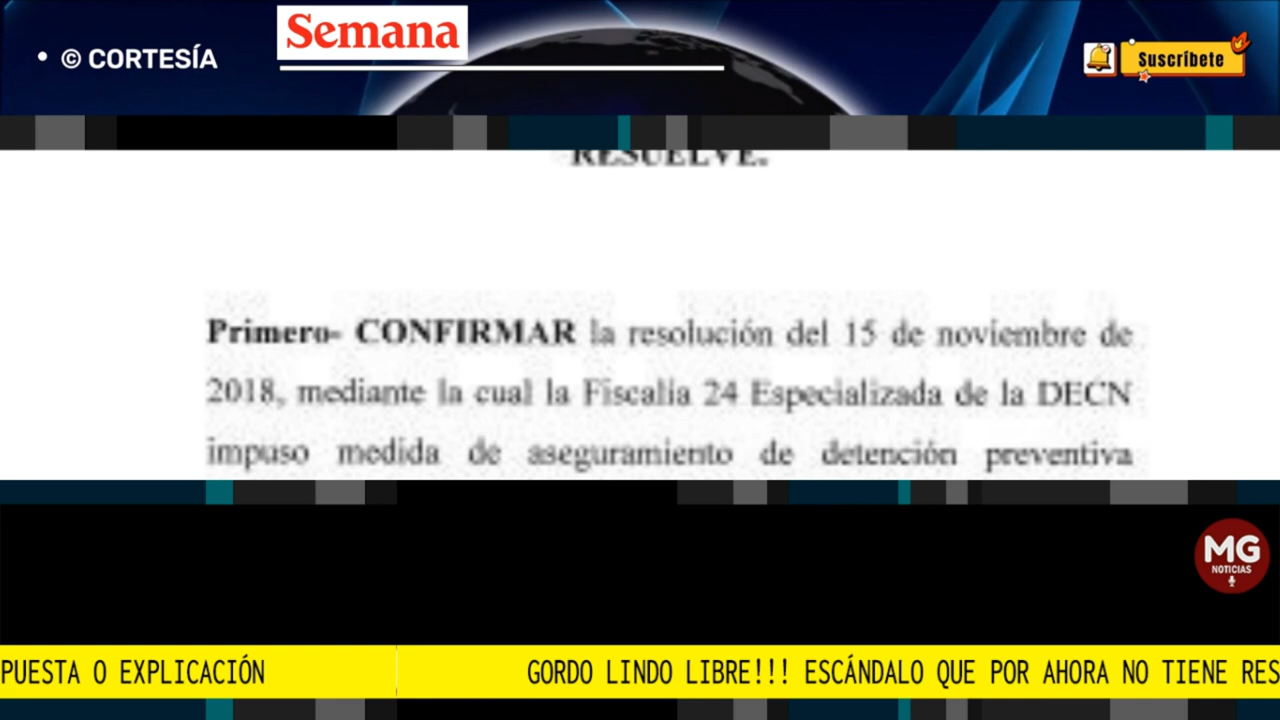 Semana
© CORTESÍA
Suscríbete
RESUELVE.
Primero- CONFIRMAR la resolución del 15 de noviembre de
2018, mediante la cual la Fiscalía 24 Especializada de la DECN
impuso medida de aseguramiento de detención preventiva
MG
NOTICIAS
PUESTA O EXPLICACIÓN
GORDO LINDO LIBRE!!! ESCÁNDALO QUE POR AHORA NO TIENE RES